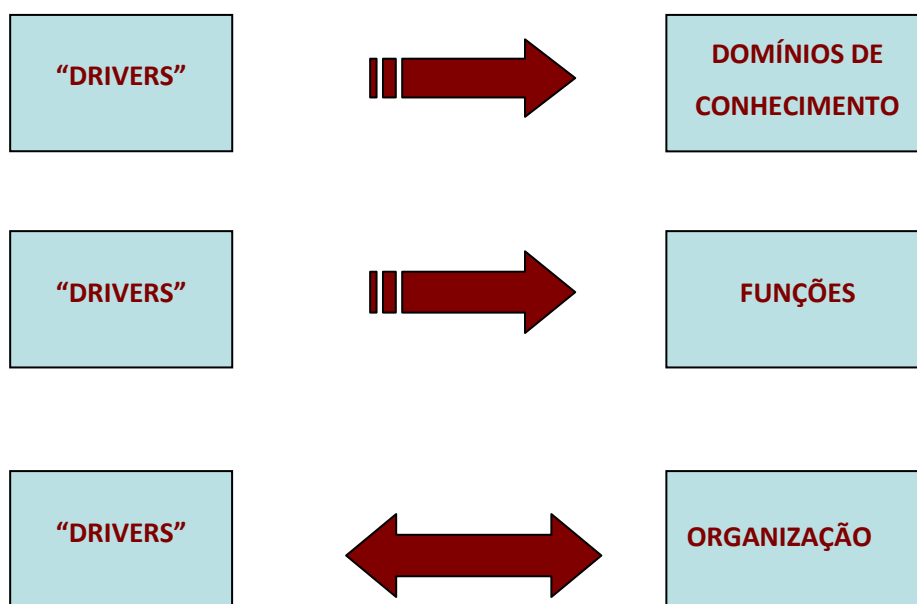 “DRIVERS”
DOMÍNIOS DE
CONHECIMENTO
“DRIVERS”
FUNÇÕES
“DRIVERS”
ORGANIZAÇÃO